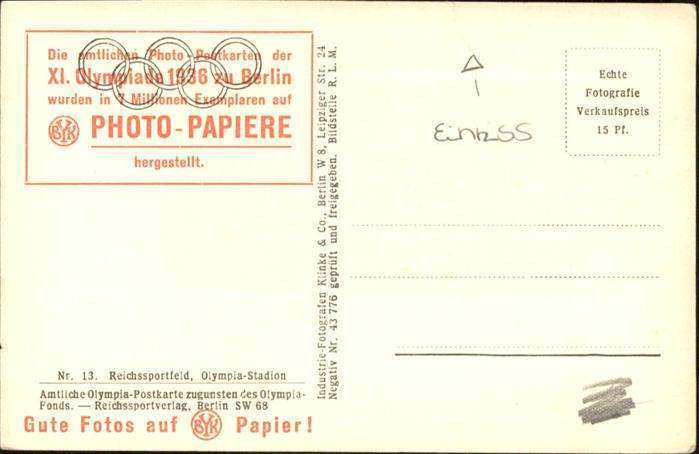 Die amtlichen Photo-Postkarten der
XI. Olympiade 1936 zu Berlin
wurden in 7 Millionen Exemplaren auf
BYK PHOTO-PAPIERE
hergestellt.
Nr. 13. Reichssportfeld, Olympia-Stadion
Amtliche Olympia-Postkarte zugunsten des Olympia-
Fonds. — Reichssportverlag, Berlin SW 68
Gute Fotos auf BYK Papier!
Industrie-Fotografen Klinke & Co., Berlin W 8, Leipziger Str. 24
Negativ Nr. 43 776 geprüft und freigegeben. Bildstelle R. L. M.
Einriss
Echte
Fotografie
Verkaufspreis
15 Pf.